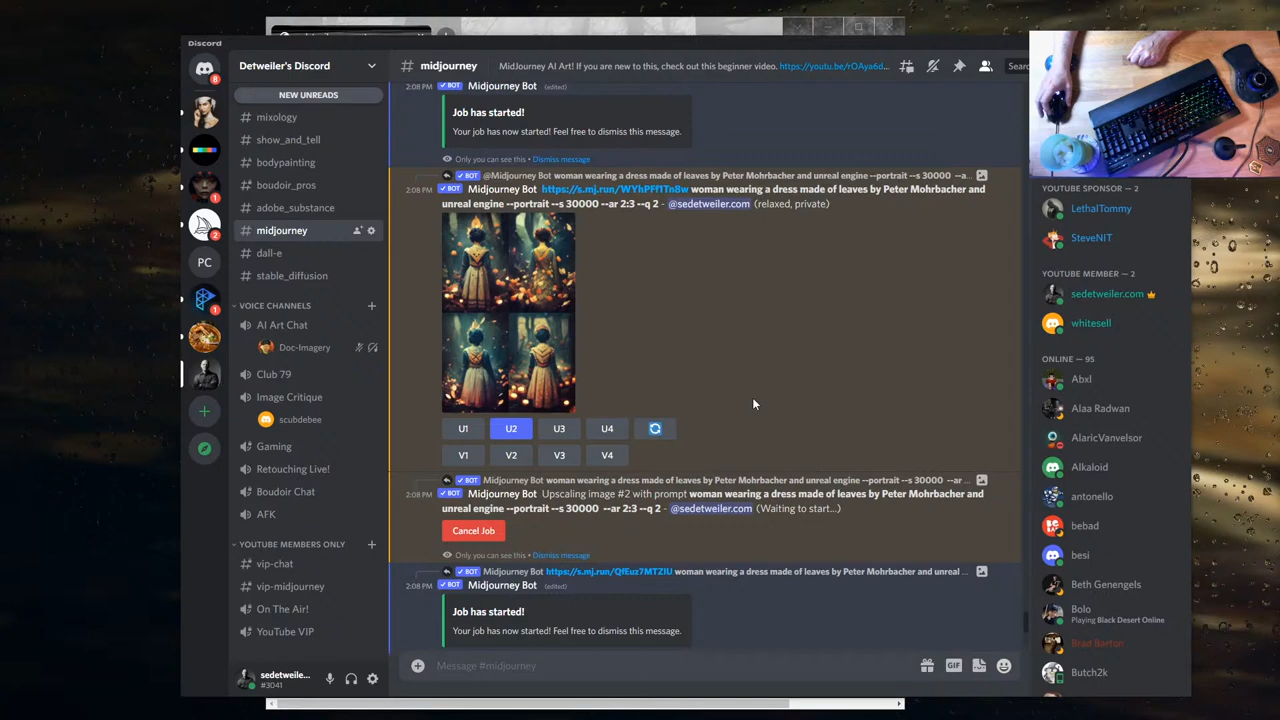 Discord
Detweiler's Discord
NEW UNREADS
# mixology
# show_and_tell
# bodypainting
# boudoir_pros
# adobe_substance
# midjourney
# dall-e
# stable_diffusion
VOICE CHANNELS
AI Art Chat
Doc-Imagery
Club 79
Image Critique
scubdebee
Gaming
Retouching Live!
Boudoir Chat
AFK
YOUTUBE MEMBERS ONLY
# vip-chat
# vip-midjourney
On The Air!
YouTube VIP
sedetweile...
#3041
8
1
2
PC
1
# midjourney
MidJourney AI Art! If you are new to this, check out this beginner video. https://youtu.be/rOAya6d...
Sear
2:08 PM BOT Midjourney Bot (edited)
Job has started!
Your job has now started! Feel free to dismiss this message.
Only you can see this • Dismiss message
BOT @Midjourney Bot woman wearing a dress made of leaves by Peter Mohrbacher and unreal engine --portrait --s 30000 --a...
2:08 PM BOT Midjourney Bot https://s.mj.run/WYhPFf1Tn8w woman wearing a dress made of leaves by Peter Mohrbacher and
unreal engine --portrait --s 30000 --ar 2:3 --q 2 - @sedetweiler.com (relaxed, private)
U1 U2 U3 U4
V1 V2 V3 V4
BOT Midjourney Bot woman wearing a dress made of leaves by Peter Mohrbacher and unreal engine --portrait --s 30000 --ar ...
2:08 PM BOT Midjourney Bot Upscaling image #2 with prompt woman wearing a dress made of leaves by Peter Mohrbacher and
unreal engine --portrait --s 30000 --ar 2:3 --q 2 - @sedetweiler.com (Waiting to start...)
Cancel Job
Only you can see this • Dismiss message
BOT Midjourney Bot https://s.mj.run/QfEuz7MTZIU woman wearing a dress made of leaves by Peter Mohrbacher and unreal ...
2:08 PM BOT Midjourney Bot (edited)
Job has started!
Your job has now started! Feel free to dismiss this message.
Message #midjourney
GIF
YOUTUBE SPONSOR — 2
LethalTommy
SteveNIT
YOUTUBE MEMBER — 2
sedetweiler.com
whitesell
ONLINE — 95
Abxl
Alaa Radwan
AlaricVanvelsor
Alkaloid
antonello
bebad
besi
Beth Genengels
Bolo
Playing Black Desert Online
Brad Barton
Butch2k